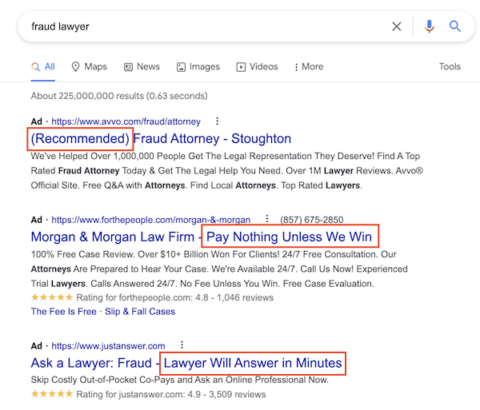 fraud lawyer
All Maps News Images Videos More Tools
About 225,000,000 results (0.63 seconds)
Ad · https://www.avvo.com/fraud/attorney
(Recommended) Fraud Attorney - Stoughton
We've Helped Over 1,000,000 People Get The Legal Representation They Deserve! Find A Top
Rated Fraud Attorney Today & Get The Legal Help You Need. Over 1M Lawyer Reviews. Avvo®
Official Site. Free Q&A with Attorneys. Find Local Attorneys. Top Rated Lawyers.
Ad · https://www.forthepeople.com/morgan-&-morgan (857) 675-2850
Morgan & Morgan Law Firm - Pay Nothing Unless We Win
100% Free Case Review. Over $10+ Billion Won For Clients! 24/7 Free Consultation. Our
Attorneys Are Prepared to Hear Your Case. We're Available 24/7. Call Us Now! Experienced
Trial Lawyers. Calls Answered 24/7. No Fee Unless You Win. Free Case Evaluation.
Rating for forthepeople.com: 4.8 - 1,046 reviews
The Fee Is Free · Slip & Fall Cases
Ad · https://www.justanswer.com
Ask a Lawyer: Fraud - Lawyer Will Answer in Minutes
Skip Costly Out-of-Pocket Co-Pays and Ask an Online Professional Now.
Rating for justanswer.com: 4.9 - 3,509 reviews